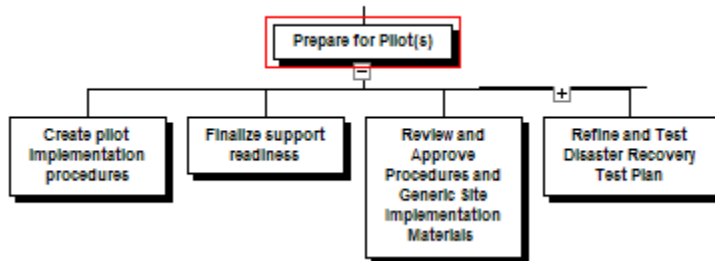 Prepare for Pilot(s)
Create pilot
implementation
procedures
Finalize support
readiness
Review and
Approve
Procedures and
Generic Site
Implementation
Materials
Refine and Test
Disaster Recovery
Test Plan